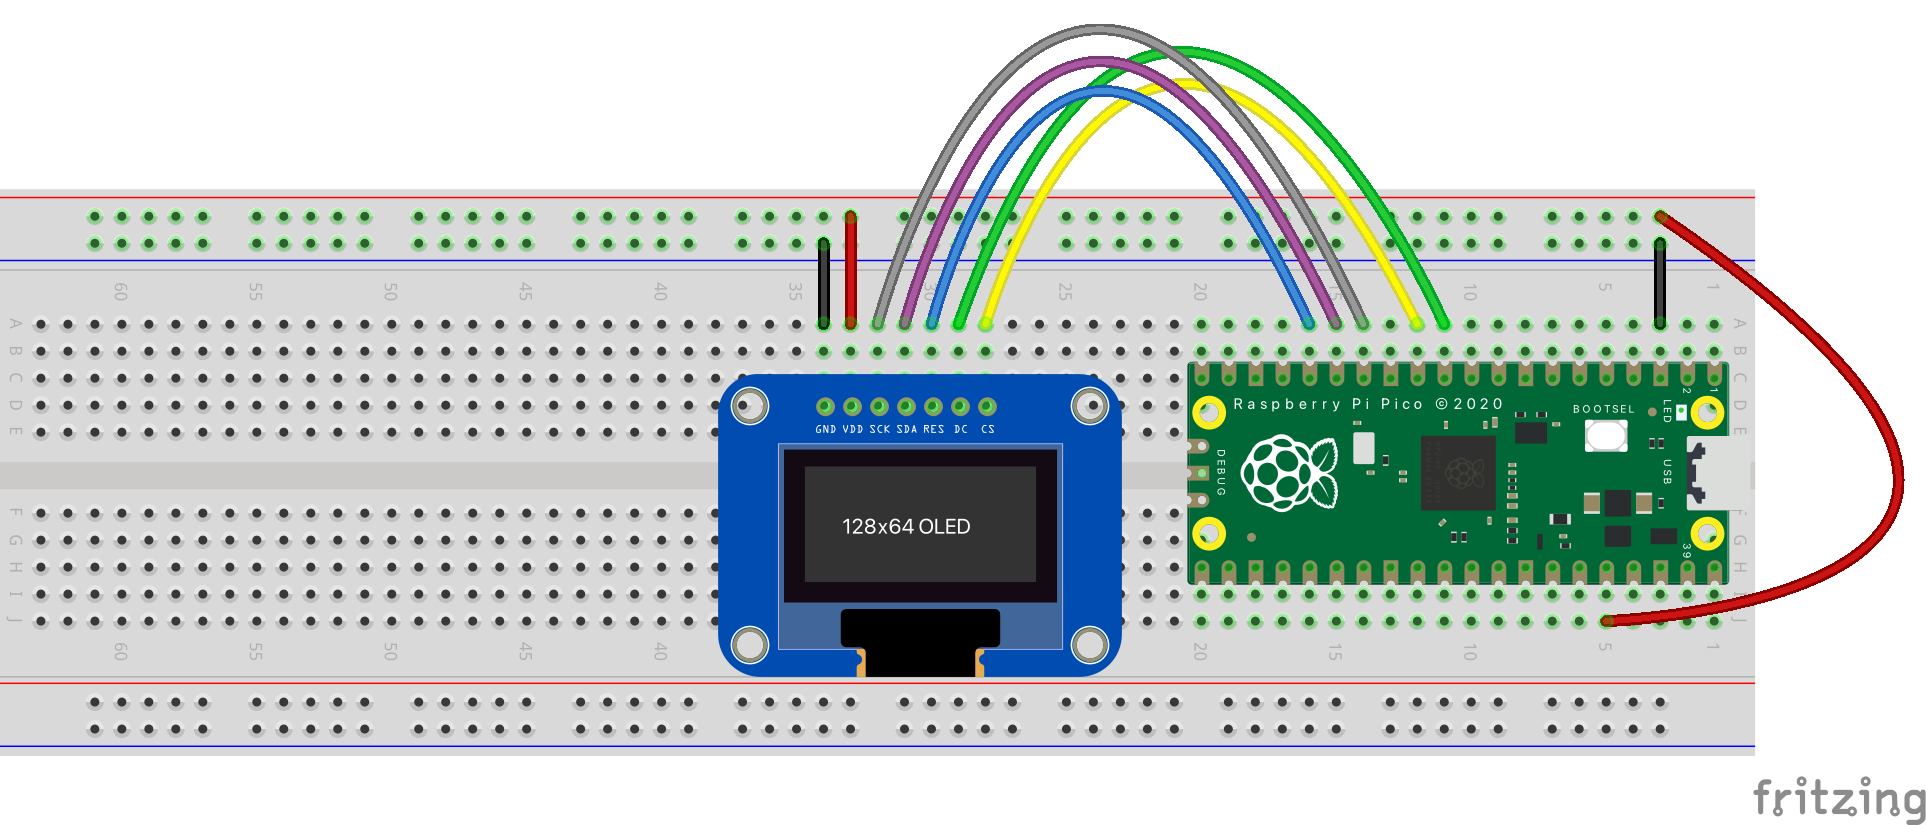 60 55 50 45 40 35 30 25 20 15 10 5 1
A A
B B
C C
D D
E E
Raspberry Pi Pico ©2020
BOOTSEL
LED
2 1
DEBUG
USB
39
GND VDD SCK SDA RES DC CS
128x64 OLED
F F
G G
H H
I I
J J
60 55 50 45 40 20 15 10 5 1
fritzing